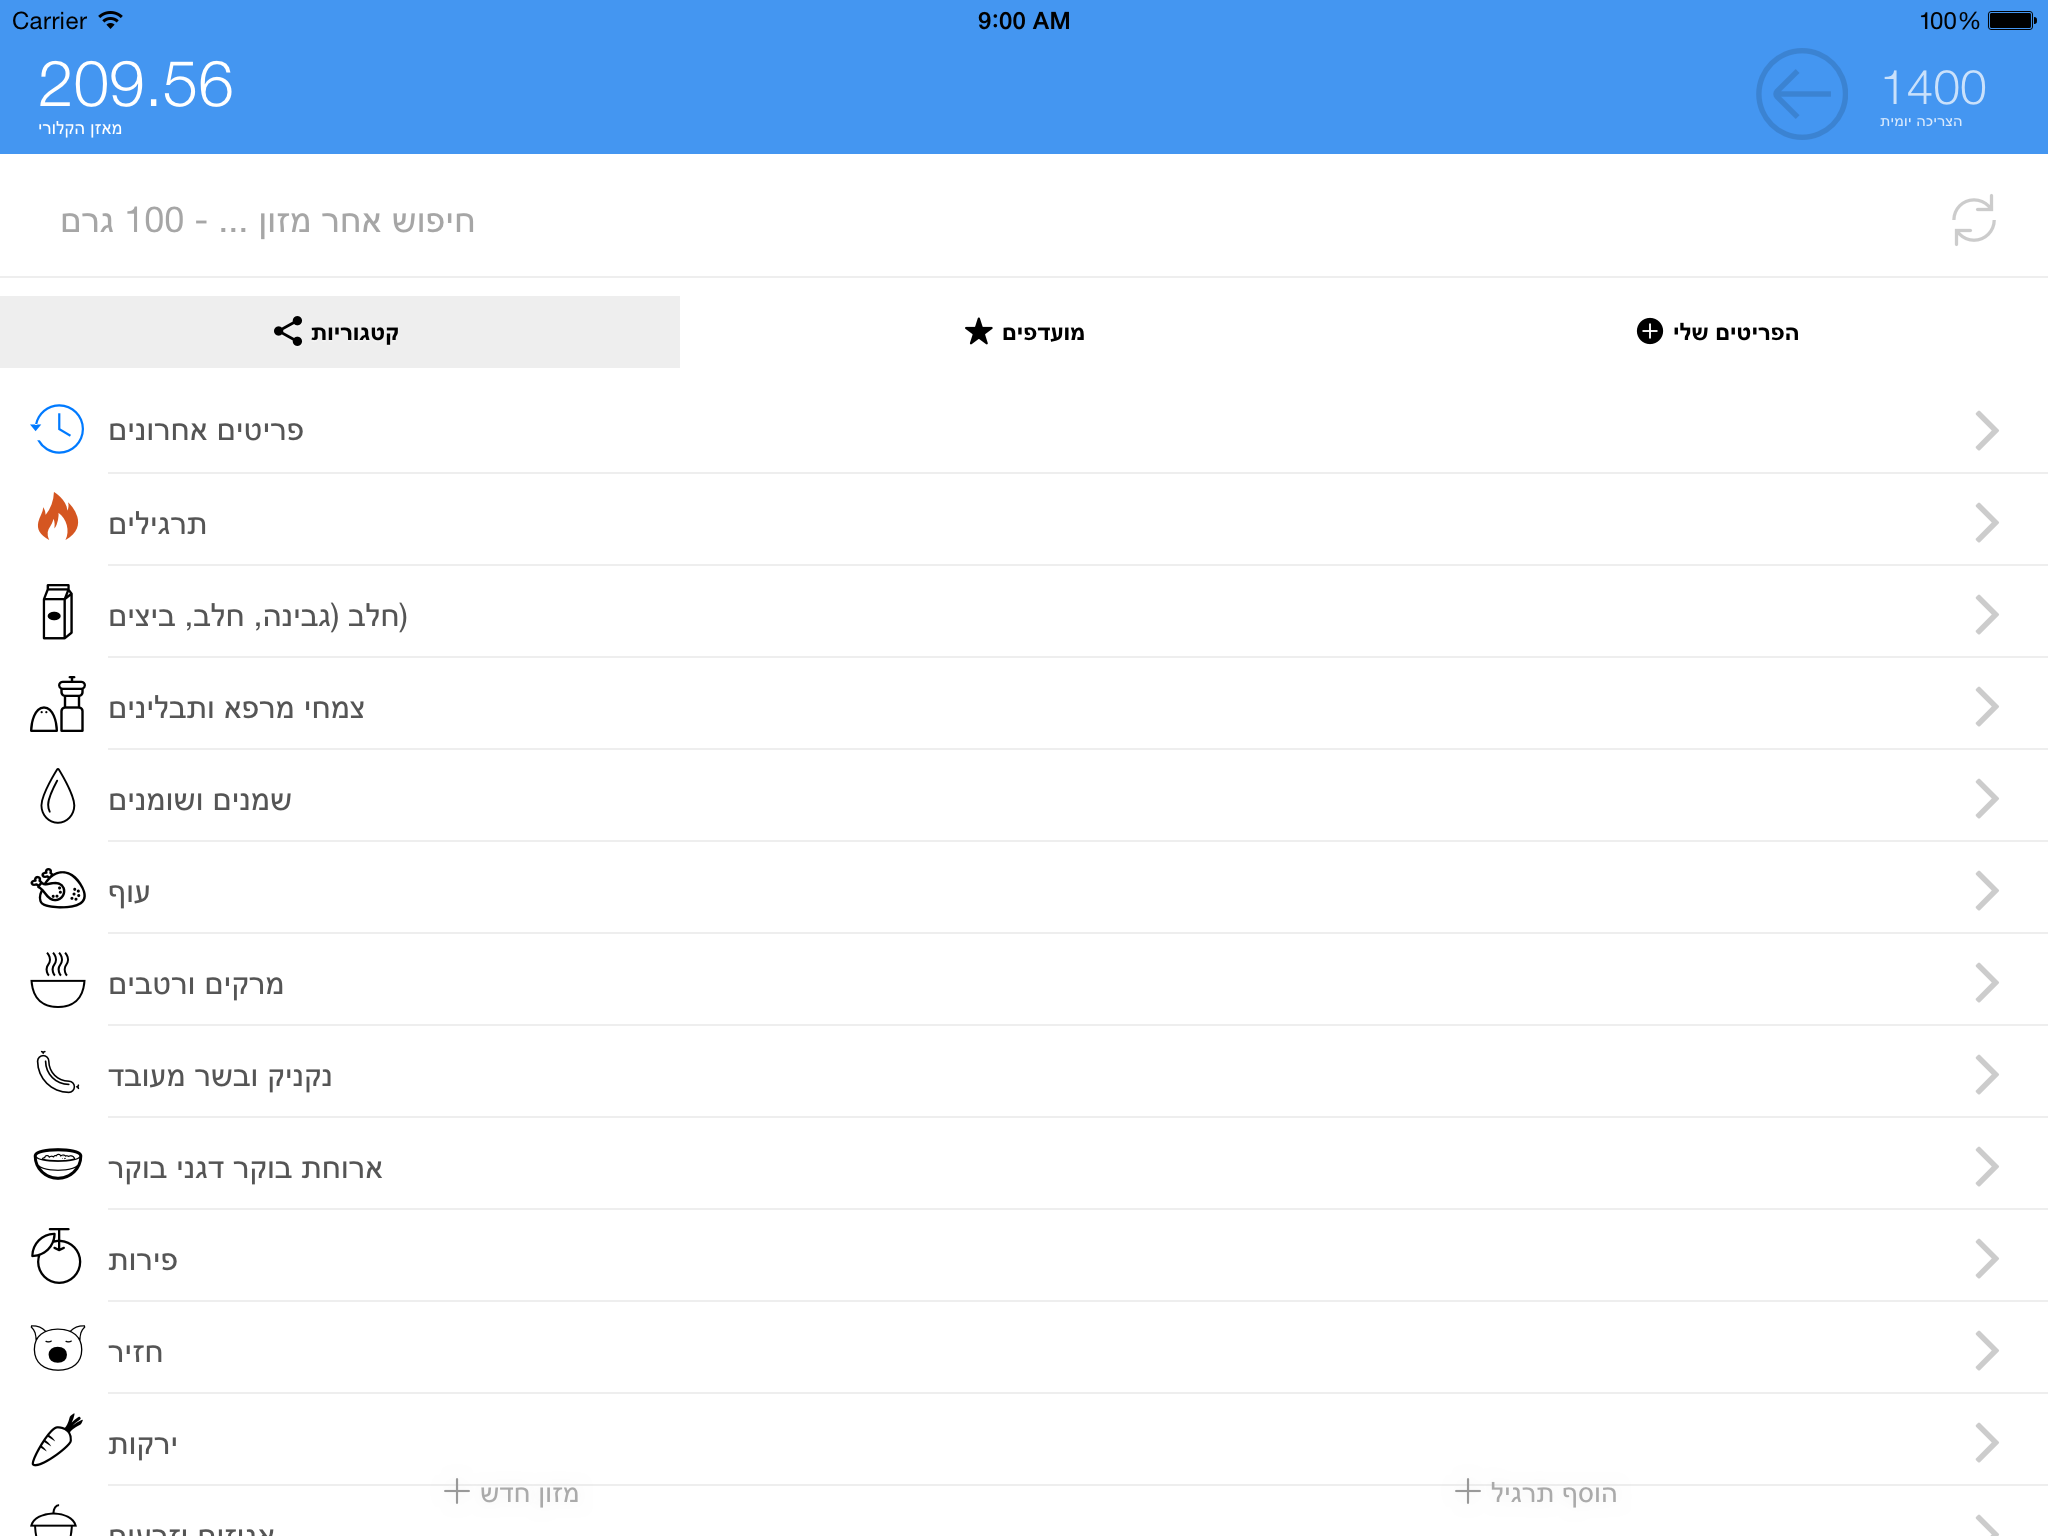 Carrier
9:00 AM
100%
209.56
מאזן הקלורי
1400
הצריכה יומית
חיפוש אחר מזון ... - 100 גרם
קטגוריות
מועדפים
הפריטים שלי
פריטים אחרונים
תרגילים
חלב (גבינה, חלב, ביצים)
צמחי מרפא ותבלינים
שמנים ושומנים
עוף
מרקים ורטבים
נקניק ובשר מעובד
ארוחת בוקר דגני בוקר
פירות
חזיר
ירקות
מזון חדש
הוסף תרגיל